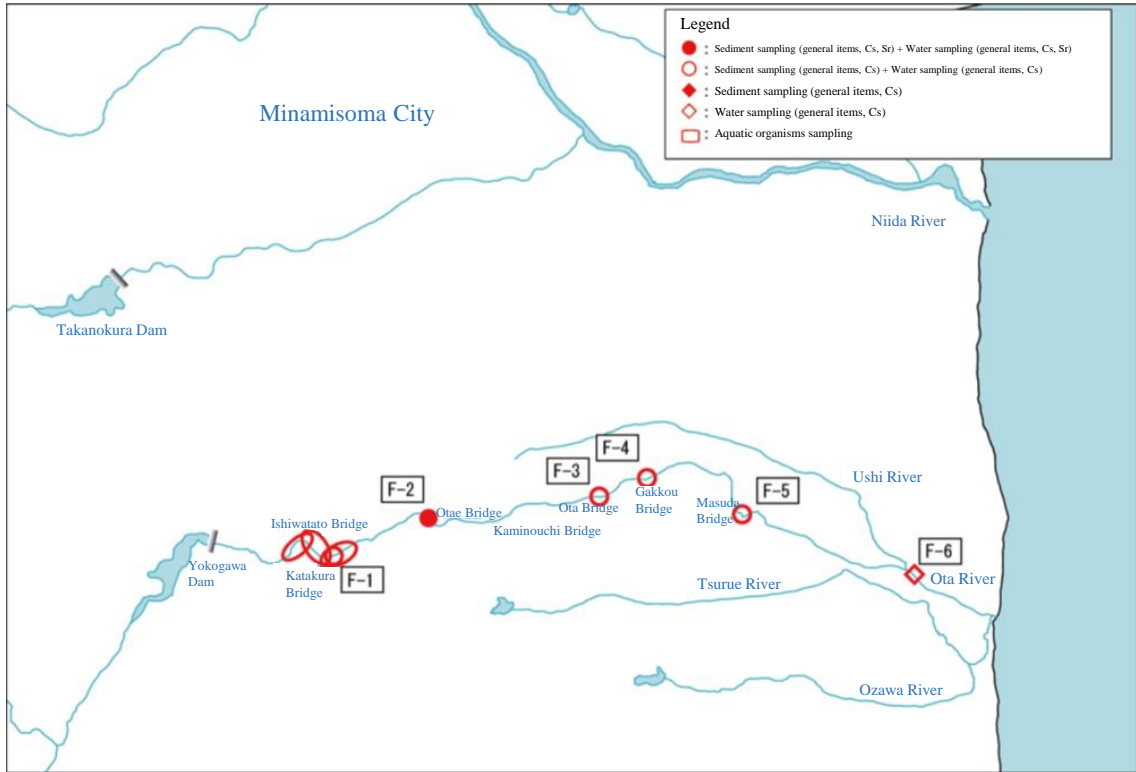 Legend
: Sediment sampling (general items, Cs, Sr) + Water sampling (general items, Cs, Sr)
: Sediment sampling (general items, Cs) + Water sampling (general items, Cs)
: Sediment sampling (general items, Cs)
: Water sampling (general items, Cs)
: Aquatic organisms sampling
Minamisoma City
Niida River
Takanokura Dam
F-4
F-3
F-2
F-5
Ushi River
Gakkou
Bridge
Ota Bridge
Masuda
Bridge
Otae Bridge
Kaminouchi Bridge
Ishiwatato Bridge
F-6
Yokogawa
Dam
Katakura
Bridge
F-1
Tsurue River
Ota River
Ozawa River